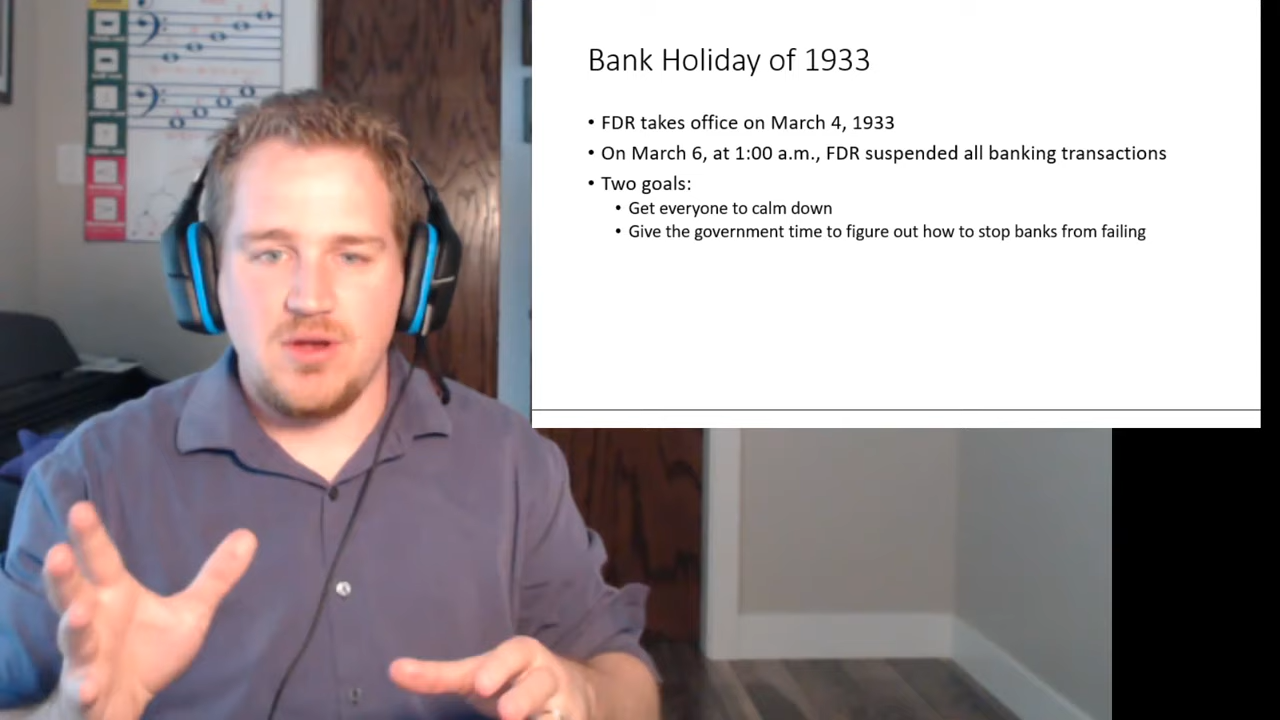 Bank Holiday of 1933
• FDR takes office on March 4, 1933
• On March 6, at 1:00 a.m., FDR suspended all banking transactions
• Two goals:
• Get everyone to calm down
• Give the government time to figure out how to stop banks from failing